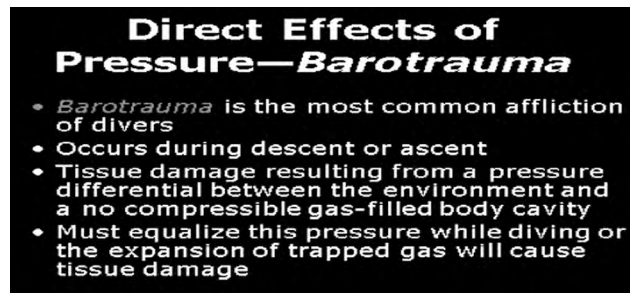 Direct Effects of
Pressure—Barotrauma
• Barotrauma is the most common affliction
of divers
• Occurs during descent or ascent
• Tissue damage resulting from a pressure
differential between the environment and
a no compressible gas-filled body cavity
• Must equalize this pressure while diving or
the expansion of trapped gas will cause
tissue damage